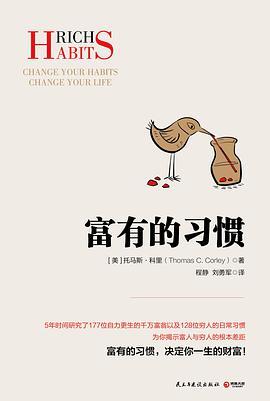 RICH
HABITS
CHANGE YOUR HABITS
CHANGE YOUR LIFE
富有的习惯
［美］托马斯·科里（Thomas C. Corley）著
程静 刘勇军 译
5年时间研究了177位自力更生的千万富翁以及128位穷人的日常习惯
为你揭示富人与穷人的根本差距
富有的习惯，决定你一生的财富！
民主与建设出版社
博集天卷